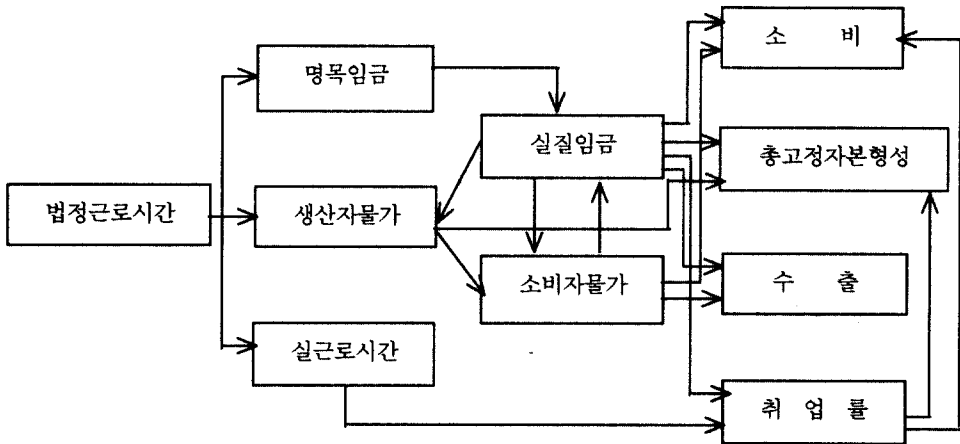 법정근로시간
명목임금
생산자물가
실근로시간
실질임금
소비자물가
소 비
총고정자본형성
수 출
취 업 률